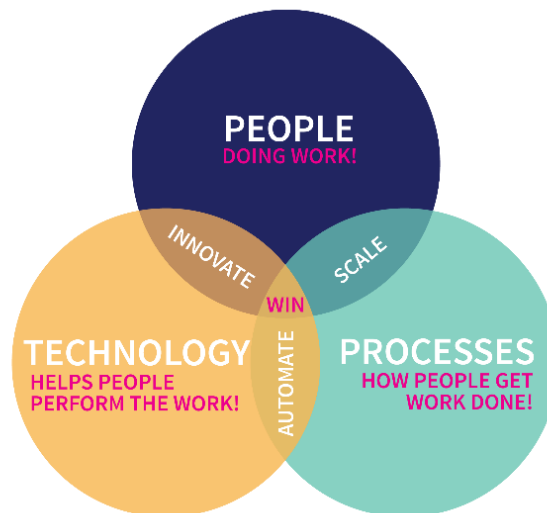 PEOPLE
DOING WORK!
INNOVATE
SCALE
WIN
TECHNOLOGY
HELPS PEOPLE
PERFORM THE WORK!
AUTOMATE
PROCESSES
HOW PEOPLE GET
WORK DONE!